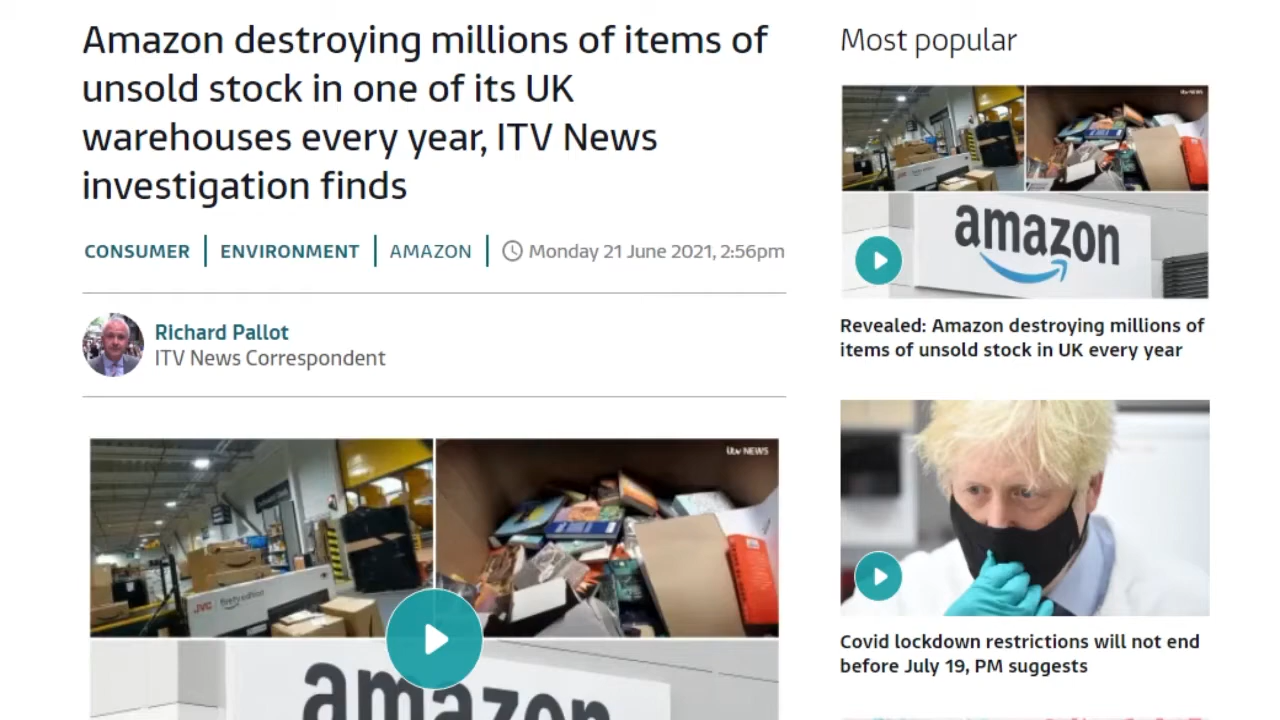 Amazon destroying millions of items of
unsold stock in one of its UK
warehouses every year, ITV News
investigation finds
CONSUMER ENVIRONMENT AMAZON Monday 21 June 2021, 2:56pm
Richard Pallot
ITV News Correspondent
itv NEWS
JVC
amazon
Most popular
itv NEWS
amazon
Revealed: Amazon destroying millions of
items of unsold stock in UK every year
Covid lockdown restrictions will not end
before July 19, PM suggests